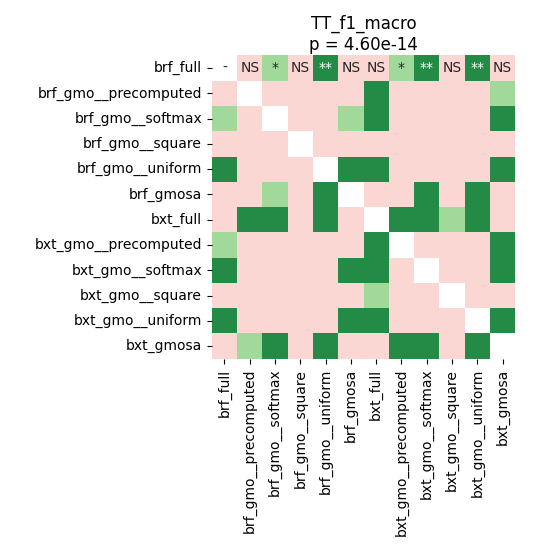 TT_f1_macro
p = 4.60e-14
brf_full - NS * NS ** NS NS * ** NS ** NS
brf_gmo__precomputed
brf_gmo__softmax
brf_gmo__square
brf_gmo__uniform
brf_gmosa
bxt_full
bxt_gmo__precomputed
bxt_gmo__softmax
bxt_gmo__square
bxt_gmo__uniform
bxt_gmosa
brf_full
brf_gmo__precomputed
brf_gmo__softmax
brf_gmo__square
brf_gmo__uniform
brf_gmosa
bxt_full
bxt_gmo__precomputed
bxt_gmo__softmax
bxt_gmo__square
bxt_gmo__uniform
bxt_gmosa